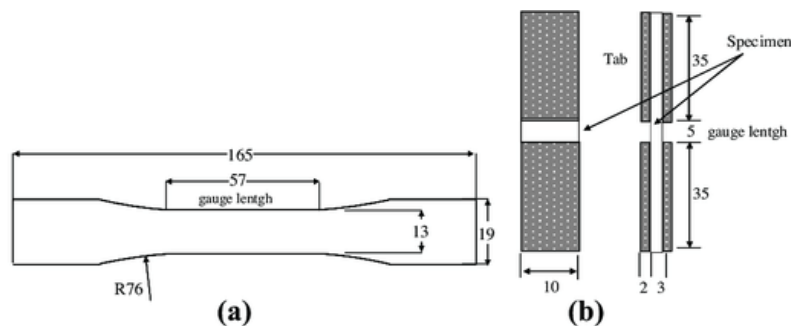 165
57
gauge lentgh
13
19
R76
(a)
Tab
Specimen
35
5 gauge lentgh
35
10
2 3
(b)